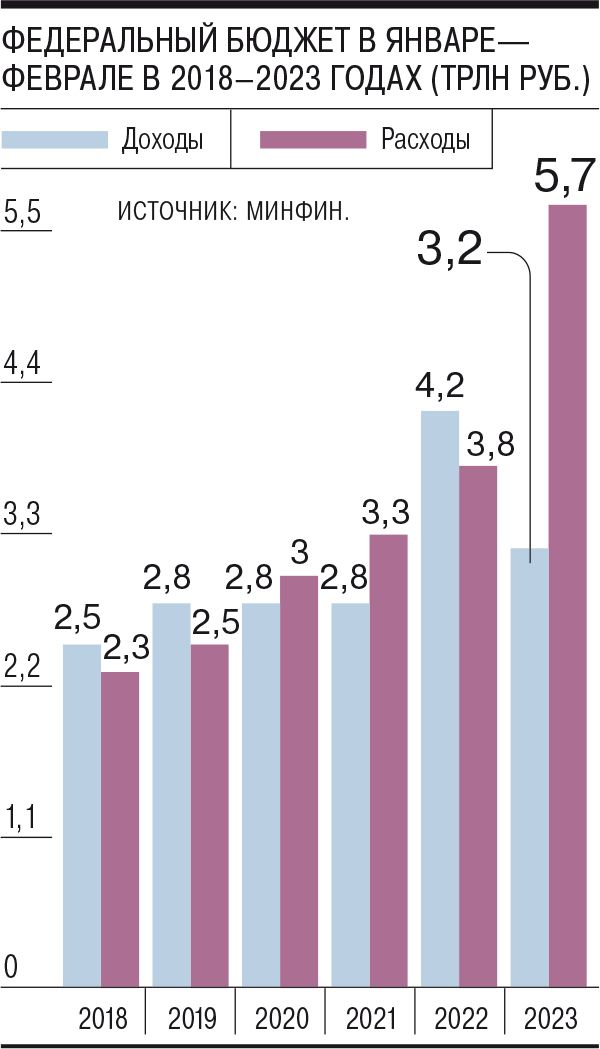 ФЕДЕРАЛЬНЫЙ БЮДЖЕТ В ЯНВАРЕ—
ФЕВРАЛЕ В 2018–2023 ГОДАХ (ТРЛН РУБ.)
Доходы Расходы
ИСТОЧНИК: МИНФИН.
5,5
4,4
3,3
2,2
1,1
0
2,5 2,3
2,8 2,5
2,8 3
2,8 3,3
4,2 3,8
3,2 5,7
2018 2019 2020 2021 2022 2023